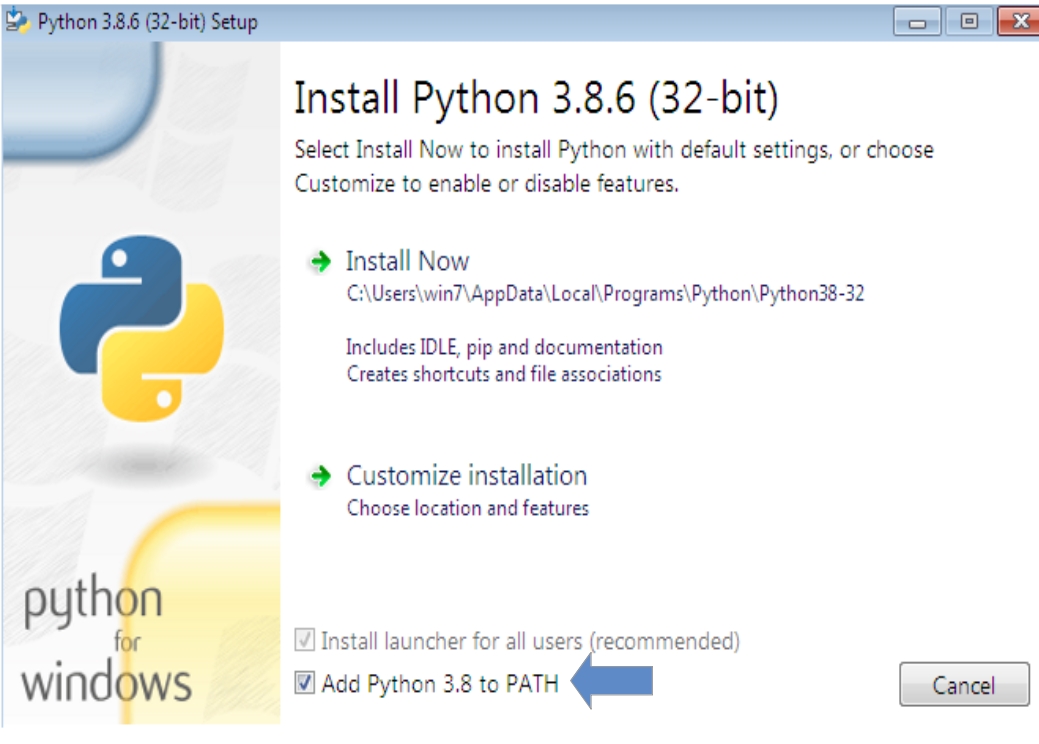 Python 3.8.6 (32-bit) Setup
Install Python 3.8.6 (32-bit)
Select Install Now to install Python with default settings, or choose
Customize to enable or disable features.
Install Now
C:\Users\win7\AppData\Local\Programs\Python\Python38-32
Includes IDLE, pip and documentation
Creates shortcuts and file associations
Customize installation
Choose location and features
python
for
windows
Install launcher for all users (recommended)
Add Python 3.8 to PATH
Cancel